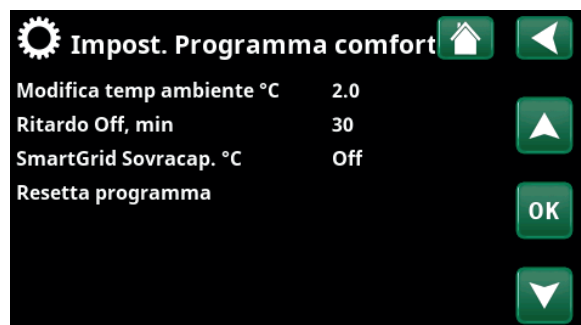 Impost. Programma comfort
Modifica temp ambiente °C 2.0
Ritardo Off, min 30
SmartGrid Sovracap. °C Off
Resetta programma
OK